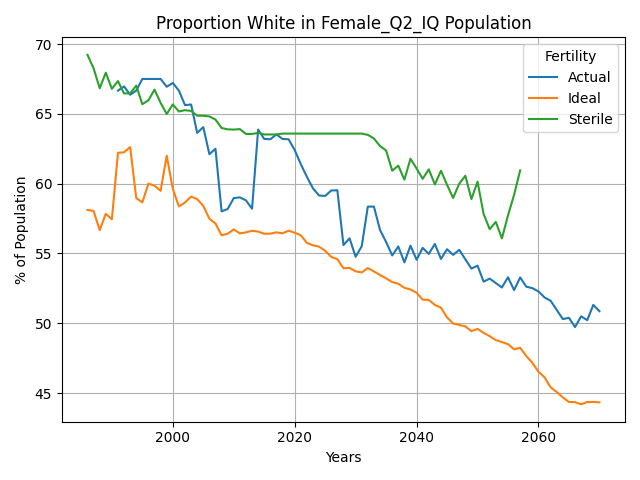 Proportion White in Female_Q2_IQ Population
Fertility
Actual
Ideal
Sterile
% of Population
70
65
60
55
50
45
2000
2020
2040
2060
Years